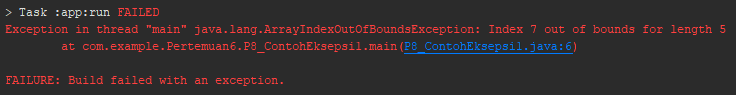 > Task :app:run FAILED
Exception in thread "main" java.lang.ArrayIndexOutOfBoundsException: Index 7 out of bounds for length 5
at com.example.Pertemuan6.P8_ContohEksepsi1.main(P8_ContohEksepsi1.java:6)
FAILURE: Build failed with an exception.